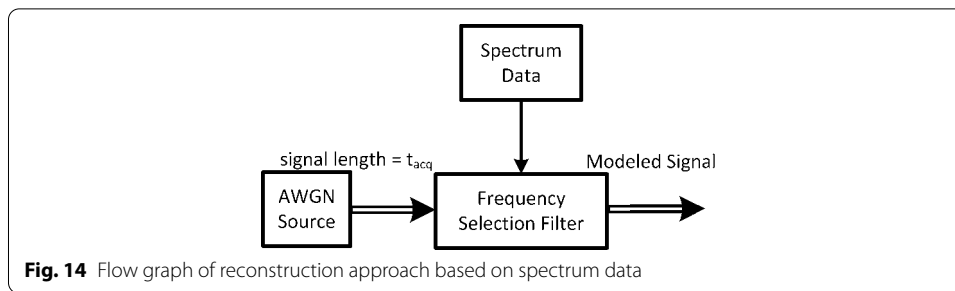 Spectrum
Data
signal length = tacq
Modeled Signal
AWGN
Source
Frequency
Selection Filter
Fig. 14 Flow graph of reconstruction approach based on spectrum data